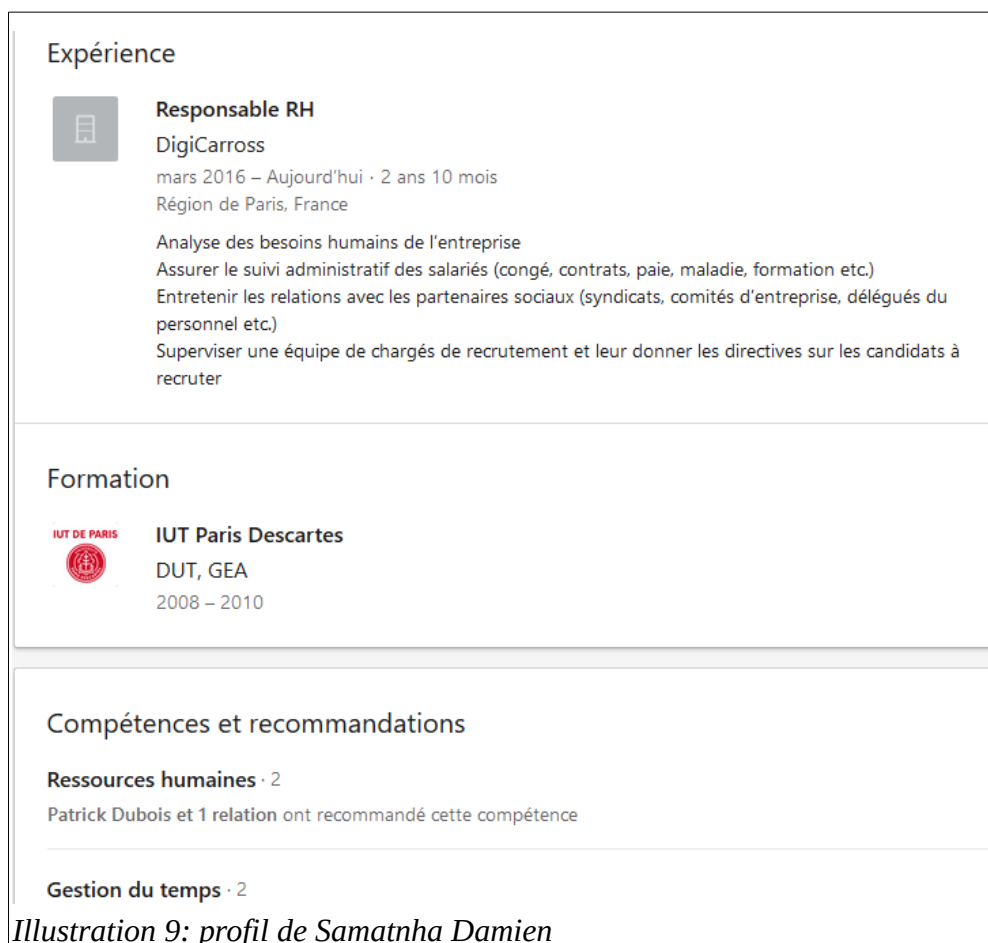 Expérience
Responsable RH
DigiCarross
mars 2016 – Aujourd'hui · 2 ans 10 mois
Région de Paris, France
Analyse des besoins humains de l'entreprise
Assurer le suivi administratif des salariés (congé, contrats, paie, maladie, formation etc.)
Entretenir les relations avec les partenaires sociaux (syndicats, comités d'entreprise, délégués du
personnel etc.)
Superviser une équipe de chargés de recrutement et leur donner les directives sur les candidats à
recruter
Formation
IUT DE PARIS
IUT Paris Descartes
DUT, GEA
2008 – 2010
Compétences et recommandations
Ressources humaines · 2
Patrick Dubois et 1 relation ont recommandé cette compétence
Gestion du temps · 2
Illustration 9: profil de Samatnha Damien